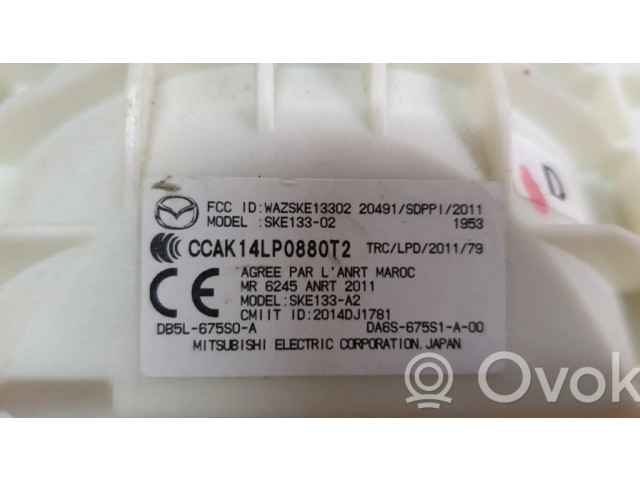 FCC ID:WAZSKE13302 20491/SDPPI/2011
MODEL :SKE133-02 1953
CCAK14LP0880T2 TRC/LPD/2011/79
AGREE PAR L'ANRT MAROC
MR 6245 ANRT 2011
MODEL:SKE133-A2
CMIIT ID:2014DJ1781
DB5L-675S0-A DA6S-675S1-A-00
MITSUBISHI ELECTRIC CORPORATION.JAPAN
D
Ovok